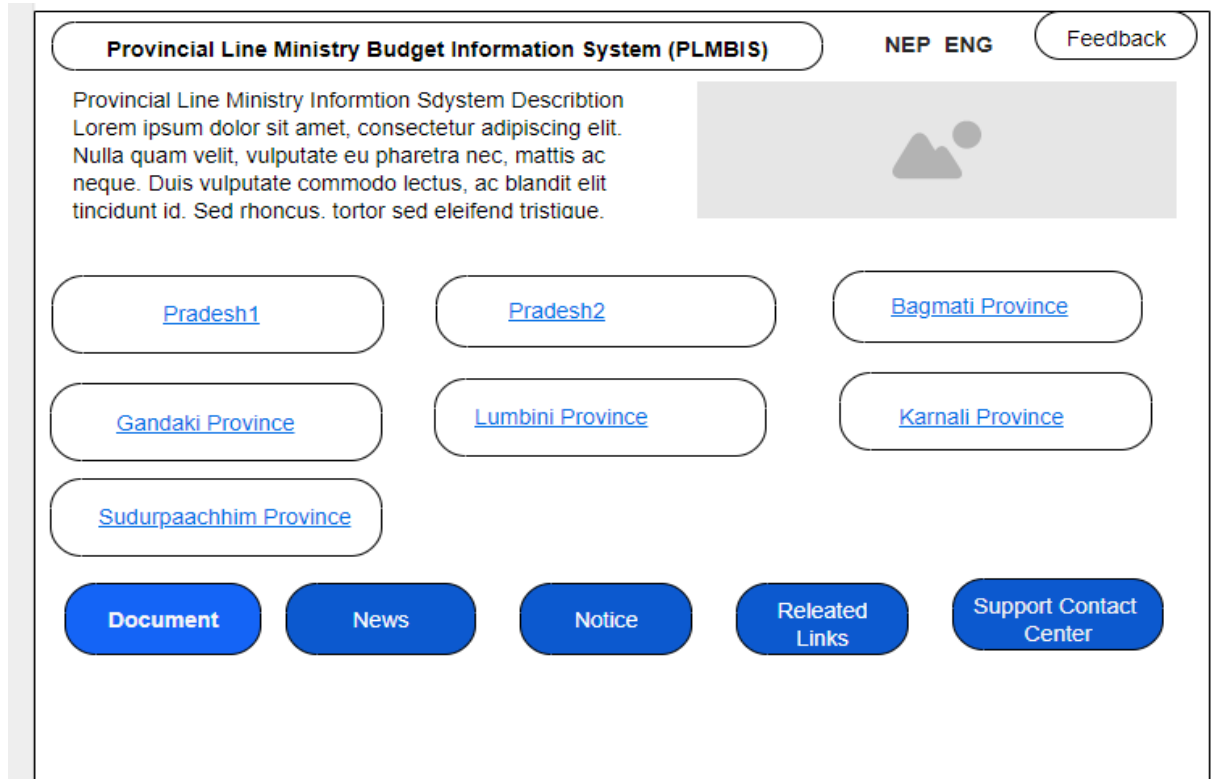 Provincial Line Ministry Budget Information System (PLMBIS)
NEP ENG
Feedback
Provincial Line Ministry Informtion Sdystem Describtion
Lorem ipsum dolor sit amet, consectetur adipiscing elit.
Nulla quam velit, vulputate eu pharetra nec, mattis ac
neque. Duis vulputate commodo lectus, ac blandit elit
tincidunt id. Sed rhoncus, tortor sed eleifend tristique,
Pradesh1
Pradesh2
Bagmati Province
Gandaki Province
Lumbini Province
Karnali Province
Sudurpaachhim Province
Document
News
Notice
Releated
Links
Support Contact
Center